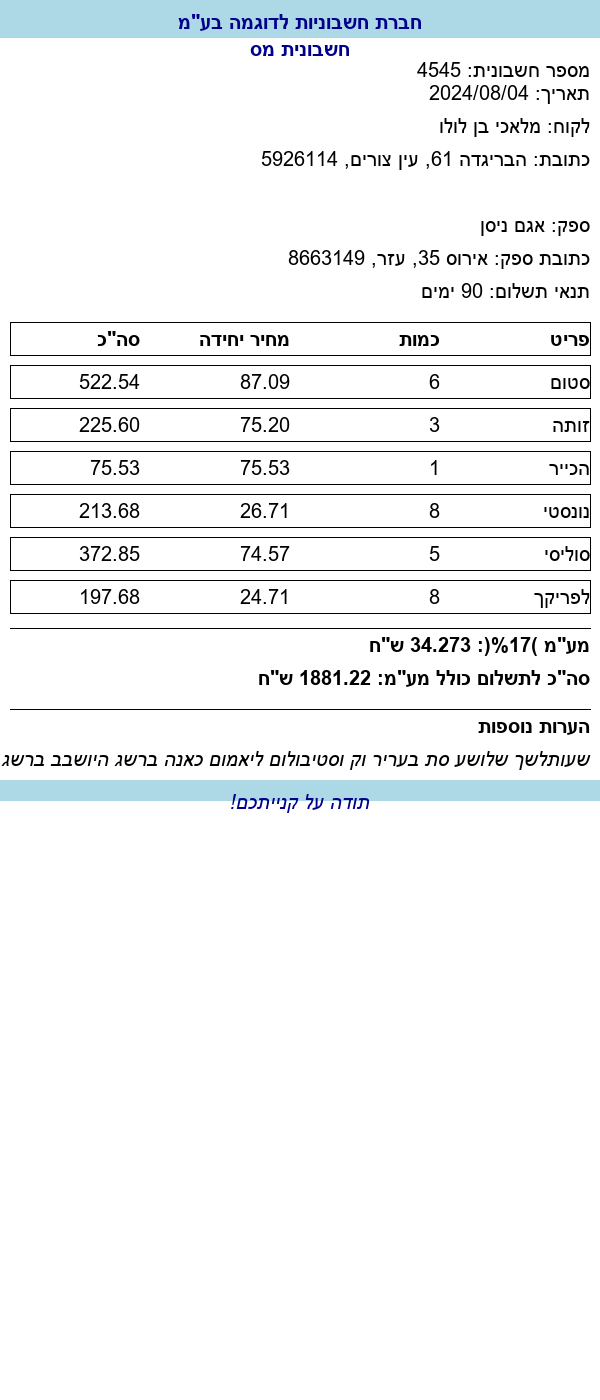 חברת חשבוניות לדוגמה בע"מ
חשבונית מס
מספר חשבונית: 4545
תאריך: 2024/08/04
לקוח: מלאכי בן לולו
כתובת: הבריגדה 61, עין צורים, 5926114
ספק: אגם ניסן
כתובת ספק: אירוס 35, עזר, 8663149
תנאי תשלום: 90 ימים
פריט כמות מחיר יחידה סה"כ
סטום 6 87.09 522.54
זותה 3 75.20 225.60
הכייר 1 75.53 75.53
נונסטי 8 26.71 213.68
סוליסי 5 74.57 372.85
לפריקך 8 24.71 197.68
מע"מ )17%(: 34.273 ש"ח
סה"כ לתשלום כולל מע"מ: 1881.22 ש"ח
הערות נוספות
שעותלשך שלושע סת בעריר וק וסטיבולום ליאמום כאנה ברשג היושבב ברשג
תודה על קנייתכם!